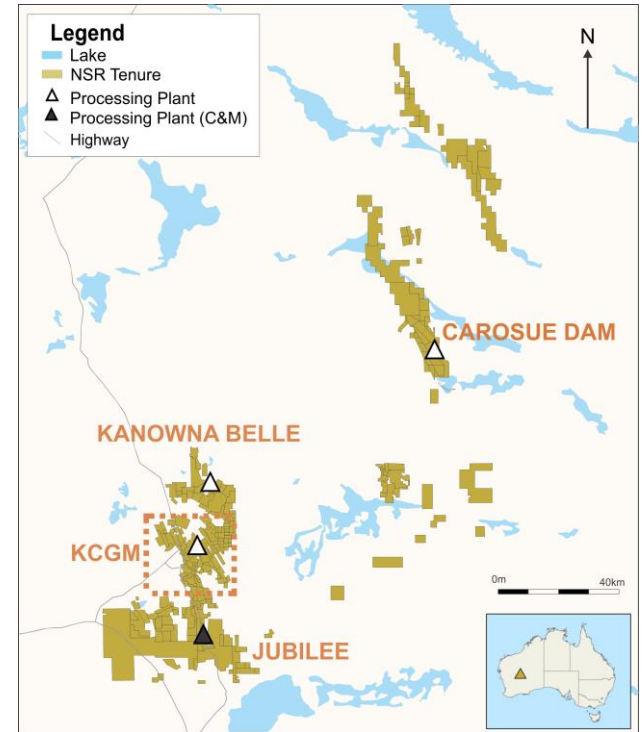 Legend
Lake
NSR Tenure
Processing Plant
Processing Plant (C&M)
Highway
N
CAROSUE DAM
KANOWNA BELLE
KCGM
JUBILEE
0m 40km